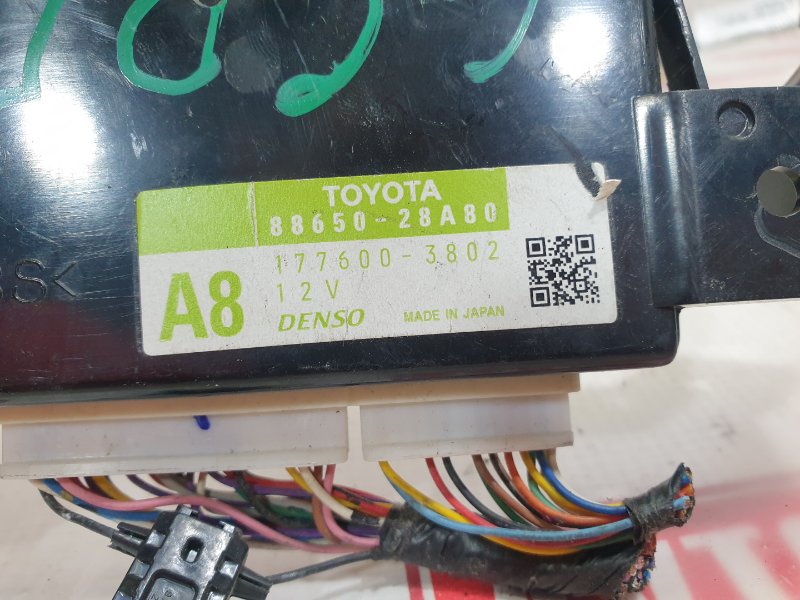 TOYOTA
88650-28A80
177600-3802
A8
12V
DENSO MADE IN JAPAN